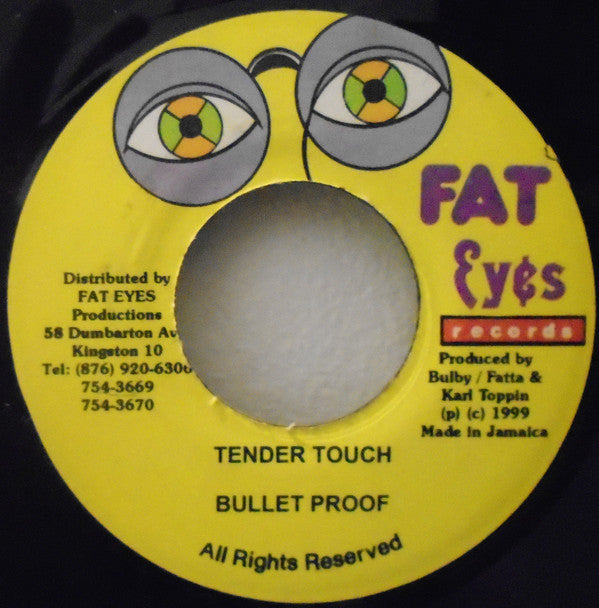 FAT
Eyes
records
Distributed by
FAT EYES
Productions
58 Dumbarton Av
Kingston 10
Tel: (876) 920-6306
754-3669
754-3670
Produced by
Bulby / Fatta &
Karl Toppin
(p) (c) 1999
Made in Jamaica
TENDER TOUCH
BULLET PROOF
All Rights Reserved